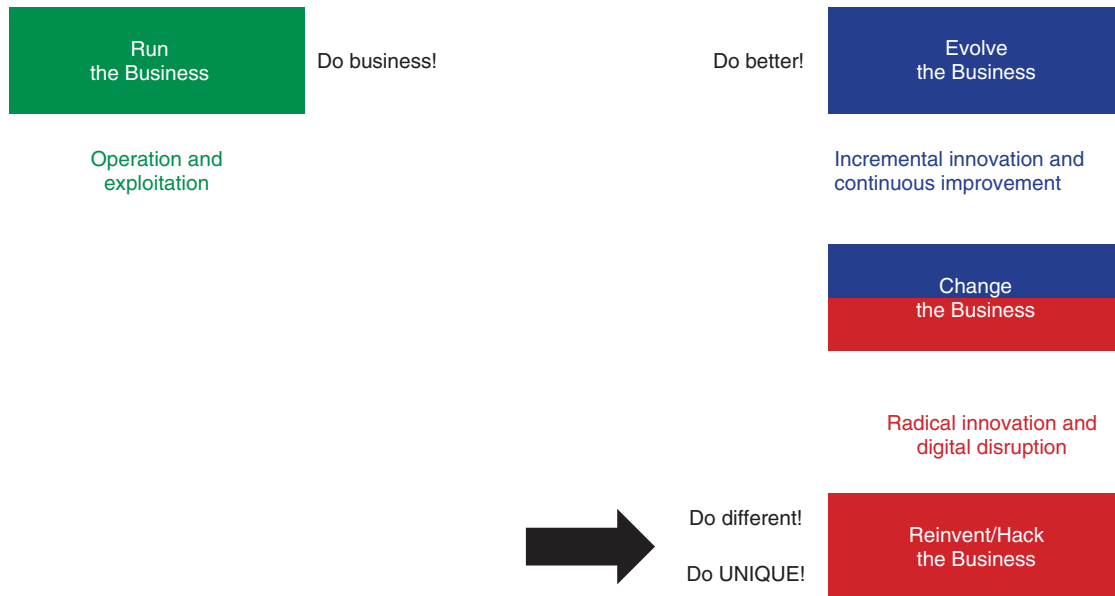 Run
the Business
Do business!
Do better!
Evolve
the Business
Operation and
exploitation
Incremental innovation and
continuous improvement
Change
the Business
Radical innovation and
digital disruption
Do different!
Do UNIQUE!
Reinvent/Hack
the Business